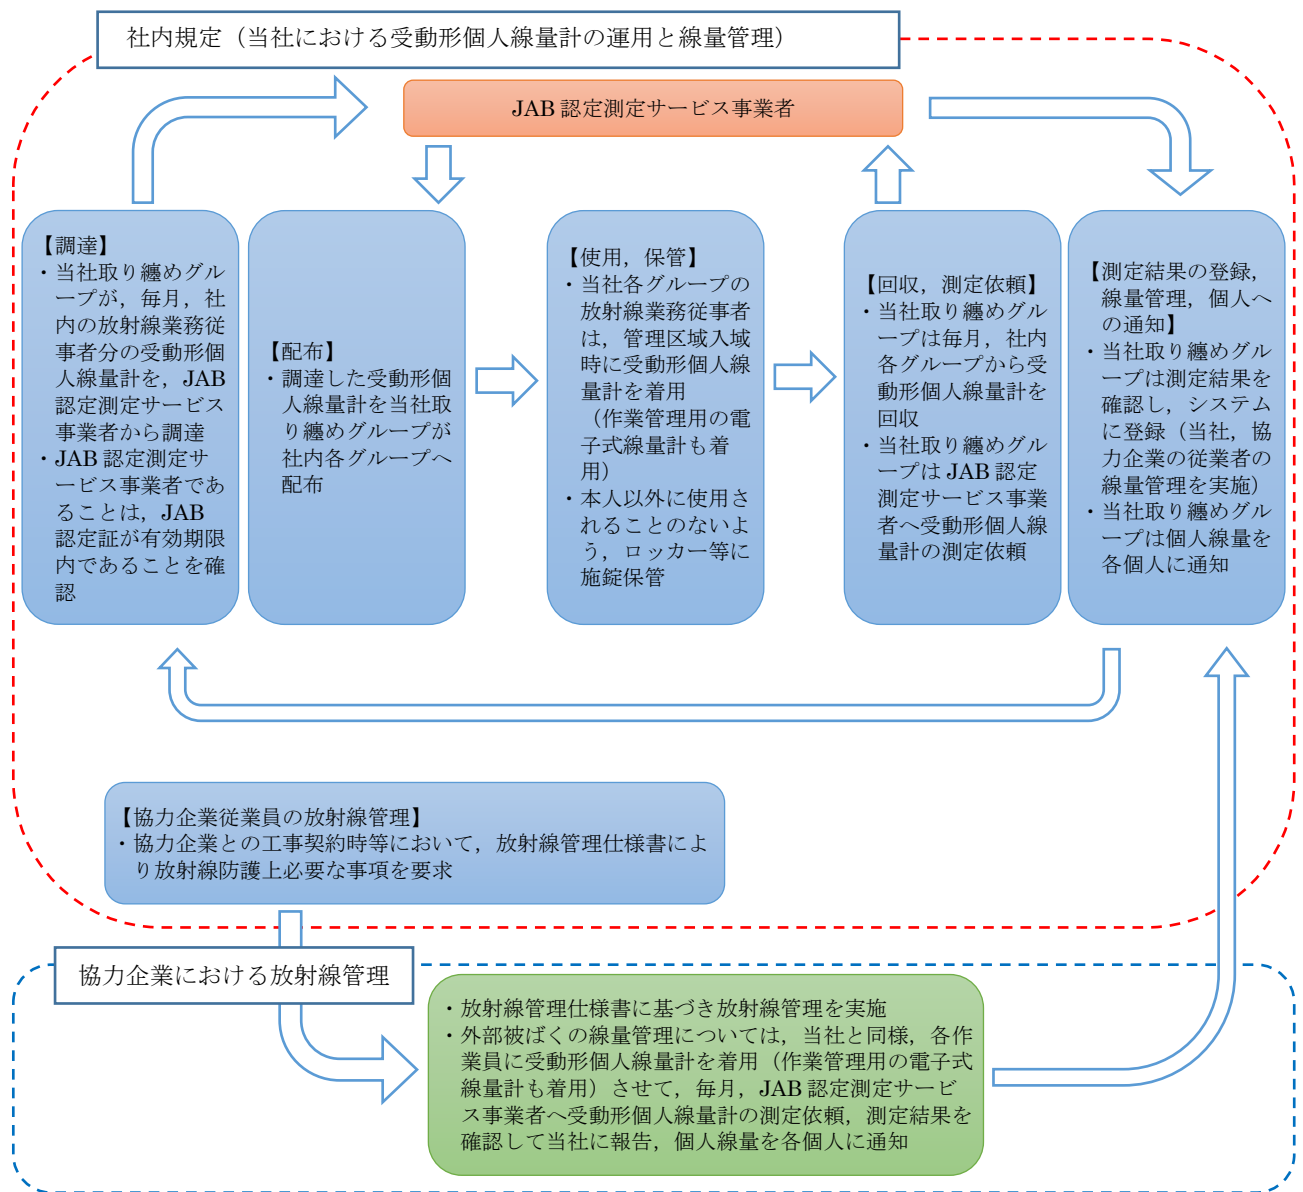 社内規定（当社における受動形個人線量計の運用と線量管理）
JAB 認定測定サービス事業者
【調達】
・当社取り纏めグル
ープが，毎月，社
内の放射線業務従
事者分の受動形個
人線量計を，JAB
認定測定サービス
事業者から調達
・JAB 認定測定サ
ービス事業者であ
ることは，JAB
認定証が有効期限
内であることを確
認
【配布】
・調達した受動形個
人線量計を当社取
り纏めグループが
社内各グループへ
配布
【使用，保管】
・当社各グループの
放射線業務従事者
は，管理区域入域
時に受動形個人線
量計を着用
（作業管理用の電
子式線量計も着
用）
・本人以外に使用さ
れることのないよ
う，ロッカー等に
施錠保管
【回収，測定依頼】
・当社取り纏めグル
ープは毎月，社内
各グループから受
動形個人線量計を
回収
・当社取り纏めグル
ープは JAB 認定
測定サービス事業
者へ受動形個人線
量計の測定依頼
【測定結果の登録，
線量管理，個人へ
の通知】
・当社取り纏めグル
ープは測定結果を
確認し，システム
に登録（当社，協
力企業の従業者の
線量管理を実施）
・当社取り纏めグル
ープは個人線量を
各個人に通知
【協力企業従業員の放射線管理】
・協力企業との工事契約時等において，放射線管理仕様書によ
り放射線防護上必要な事項を要求
協力企業における放射線管理
・放射線管理仕様書に基づき放射線管理を実施
・外部被ばくの線量管理については，当社と同様，各作
業員に受動形個人線量計を着用（作業管理用の電子式
線量計も着用）させて，毎月，JAB 認定測定サービ
ス事業者へ受動形個人線量計の測定依頼，測定結果を
確認して当社に報告，個人線量を各個人に通知